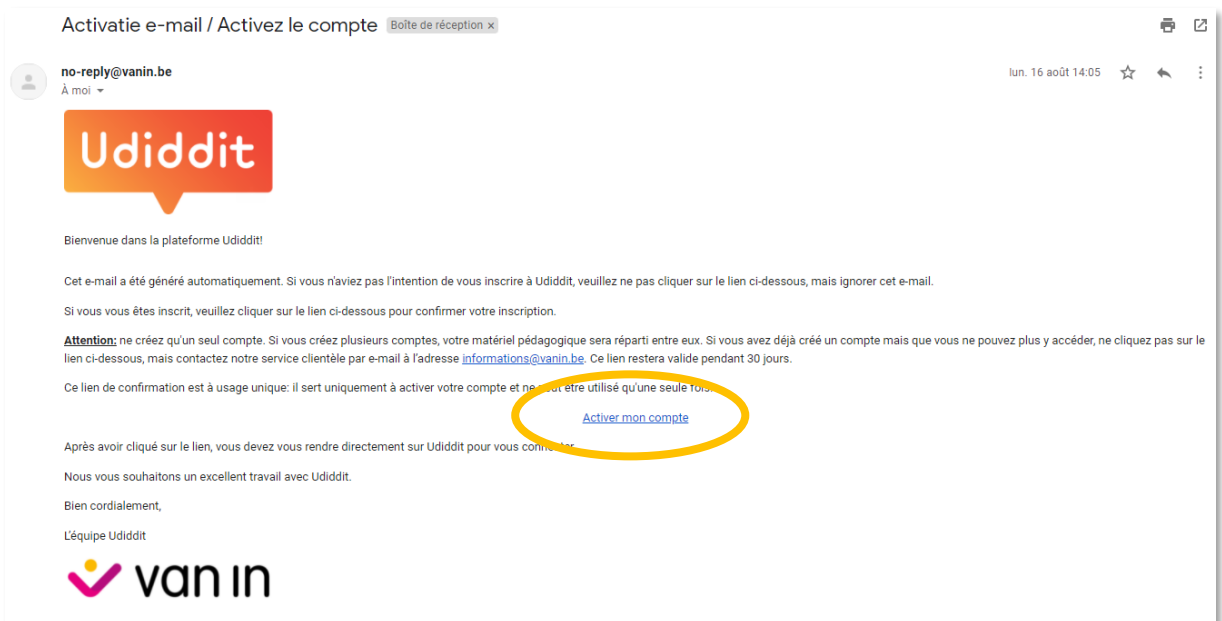 Activatie e-mail / Activez le compte Boîte de réception x
no-reply@vanin.be lun. 16 août 14:05
À moi
Udiddit
Bienvenue dans la plateforme Udiddit!
Cet e-mail a été généré automatiquement. Si vous n'aviez pas l'intention de vous inscrire à Udiddit, veuillez ne pas cliquer sur le lien ci-dessous, mais ignorer cet e-mail.
Si vous vous êtes inscrit, veuillez cliquer sur le lien ci-dessous pour confirmer votre inscription.
Attention: ne créez qu'un seul compte. Si vous créez plusieurs comptes, votre matériel pédagogique sera réparti entre eux. Si vous avez déjà créé un compte mais que vous ne pouvez plus y accéder, ne cliquez pas sur le
lien ci-dessous, mais contactez notre service clientèle par e-mail à l'adresse informations@vanin.be. Ce lien restera valide pendant 30 jours.
Ce lien de confirmation est à usage unique: il sert uniquement à activer votre compte et ne peut être utilisé qu'une seule fois.
Activer mon compte
Après avoir cliqué sur le lien, vous devez vous rendre directement sur Udiddit pour vous connecter.
Nous vous souhaitons un excellent travail avec Udiddit.
Bien cordialement,
L'équipe Udiddit
van in